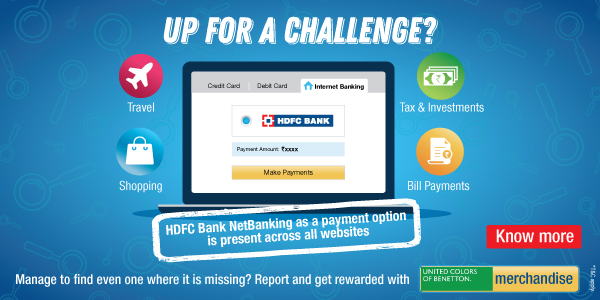 UP FOR A CHALLENGE?
Credit Card
Debit Card
Internet Banking
HDFC BANK
Payment Amount: ₹xxxx
Make Payments
Travel
Shopping
Tax & Investments
Bill Payments
HDFC Bank NetBanking as a payment option
is present across all websites
Know more
Manage to find even one where it is missing? Report and get rewarded with
UNITED COLORS
OF BENETTON.
merchandise
*T&C apply